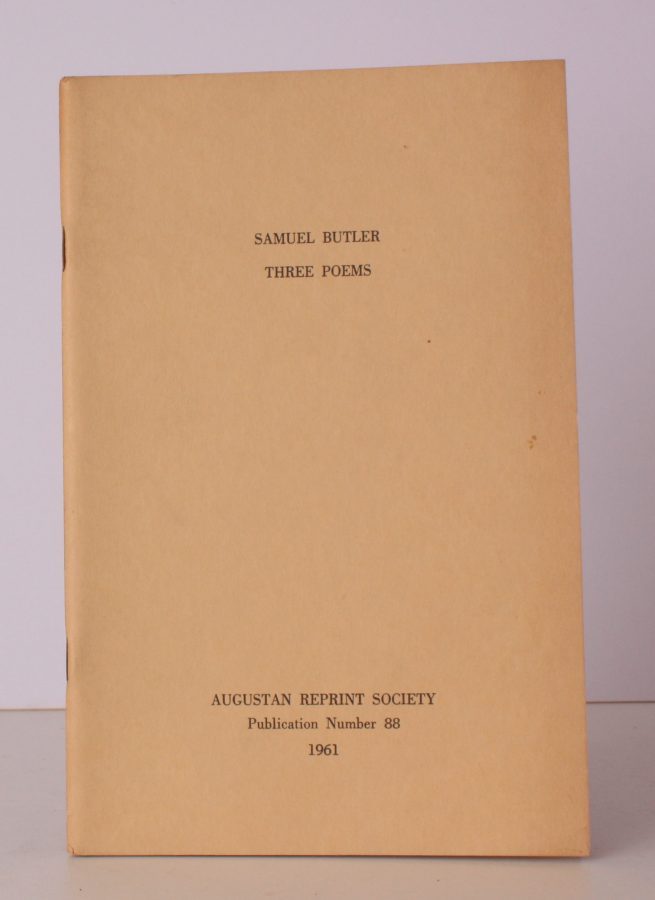 SAMUEL BUTLER
THREE POEMS
AUGUSTAN REPRINT SOCIETY
Publication Number 88
1961